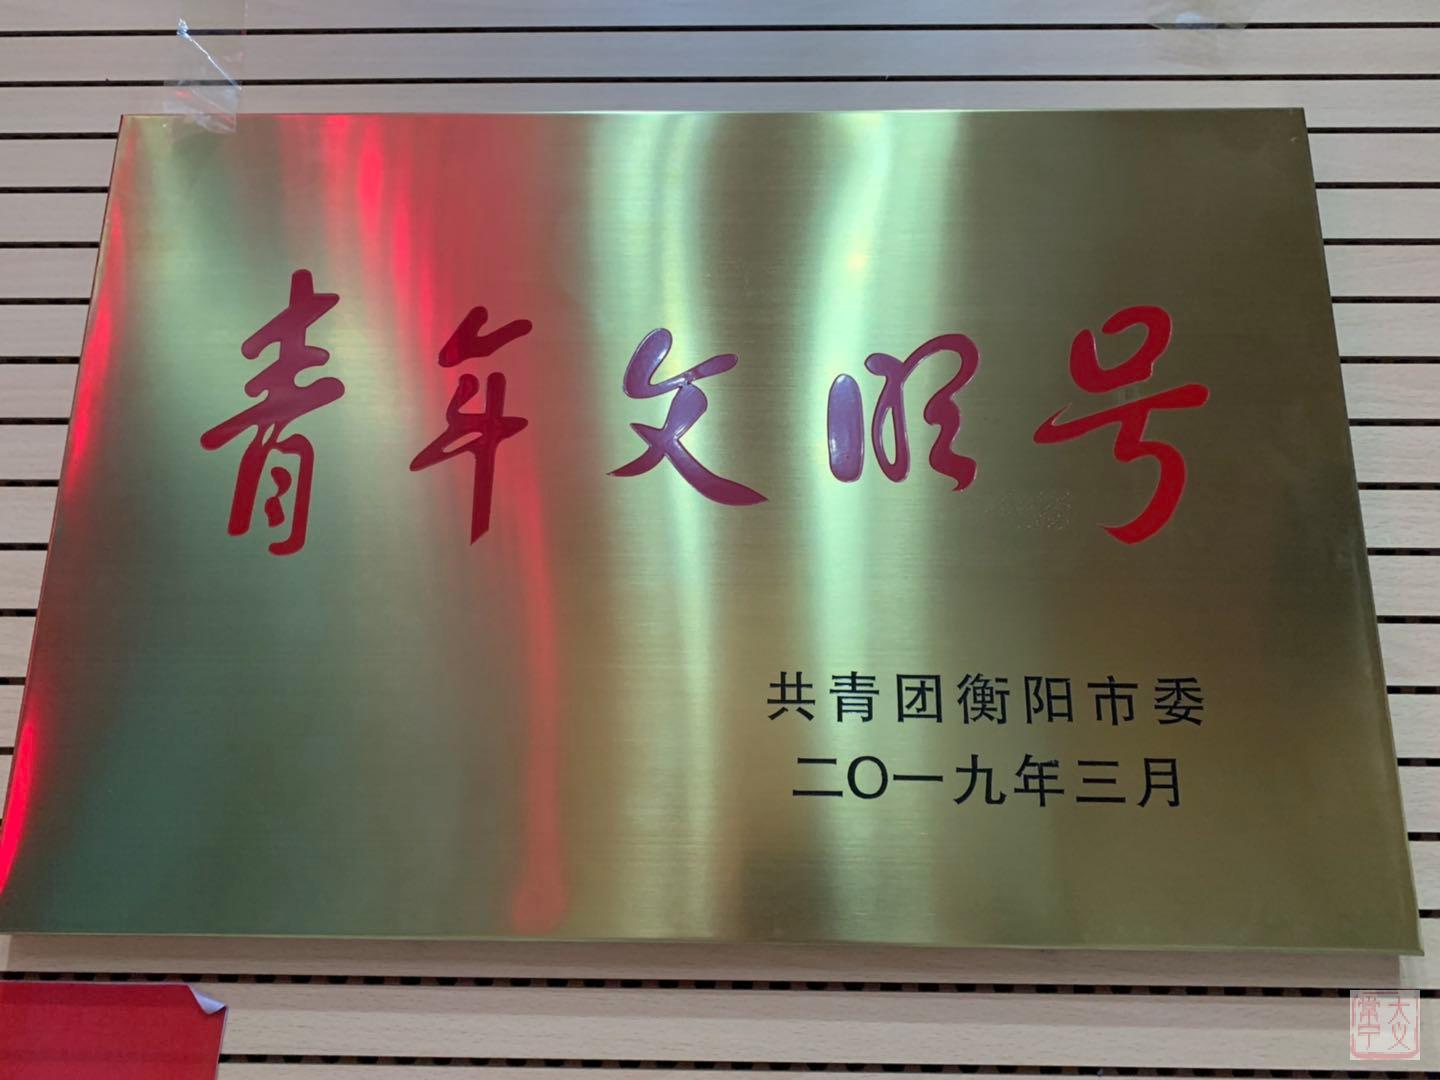 青年文明号
共青团衡阳市委
二〇一九年三月